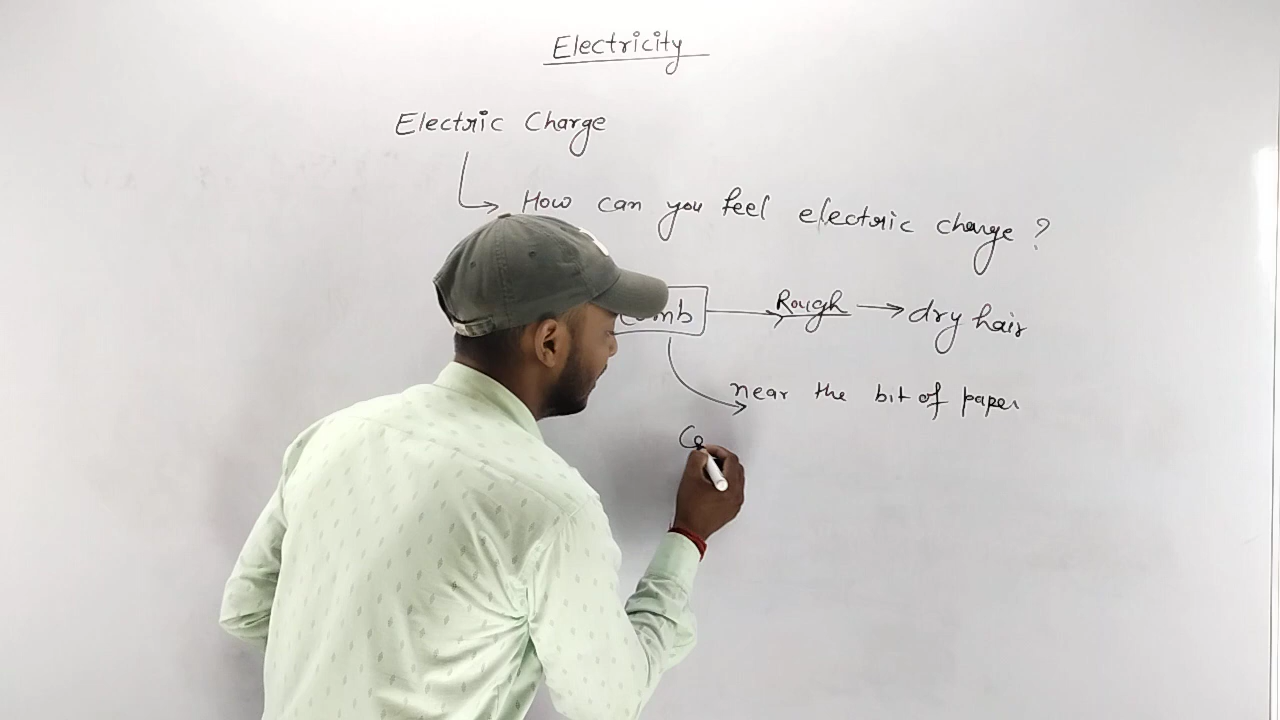 Electricity
Electric Charge
How can you feel electric charge ?
Comb Rough dry hair
near the bit of paper
Co